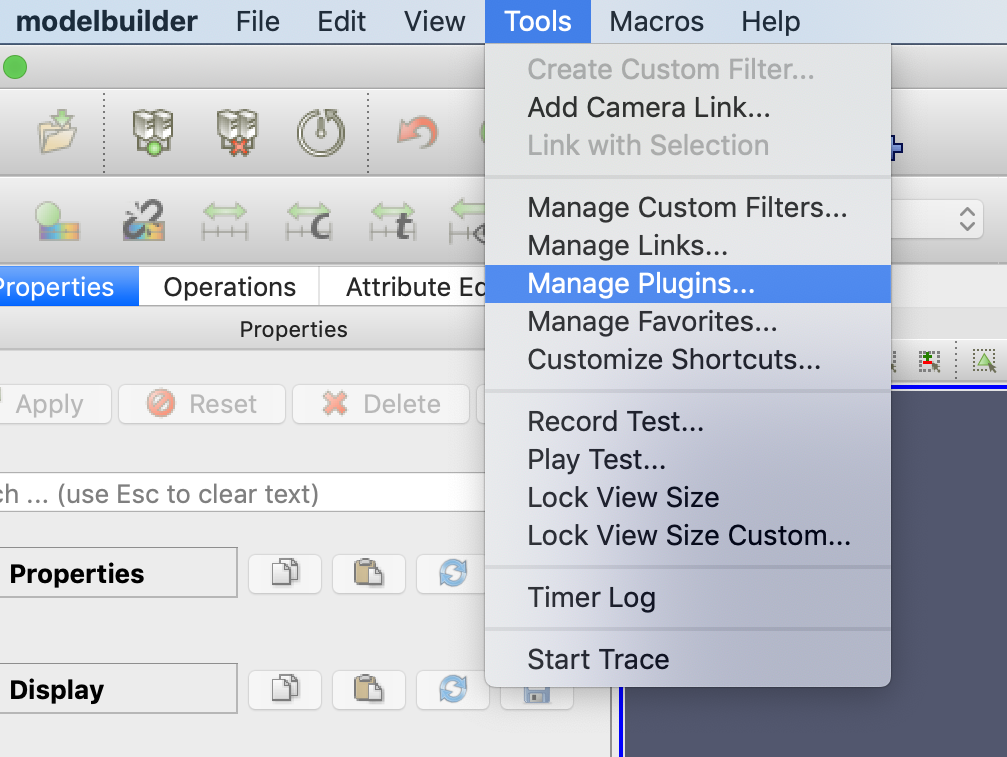 modelbuilder File Edit View Tools Macros Help
Create Custom Filter...
Add Camera Link...
Link with Selection
Manage Custom Filters...
Manage Links...
Manage Plugins...
Manage Favorites...
Customize Shortcuts...
Record Test...
Play Test...
Lock View Size
Lock View Size Custom...
Timer Log
Start Trace
Properties Operations Attribute Ed
Properties
Apply Reset Delete
ch ... (use Esc to clear text)
Properties
Display